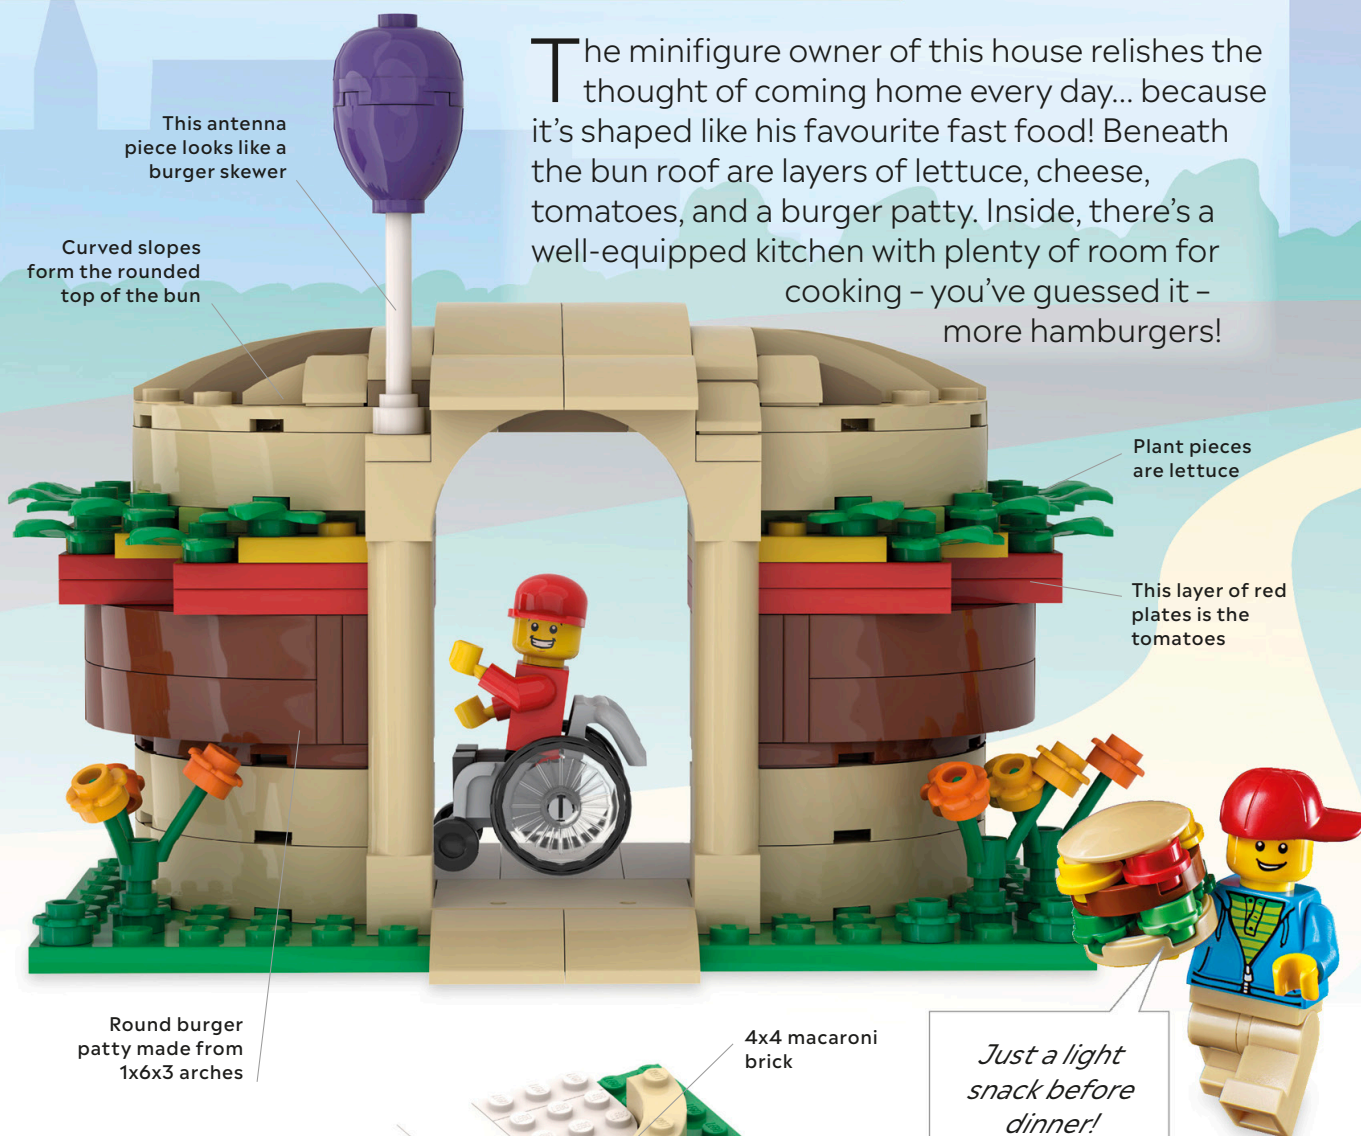 The minifigure owner of this house relishes the
thought of coming home every day... because
it's shaped like his favourite fast food! Beneath
the bun roof are layers of lettuce, cheese,
tomatoes, and a burger patty. Inside, there's a
well-equipped kitchen with plenty of room for
cooking – you've guessed it –
more hamburgers!
This antenna
piece looks like a
burger skewer
Curved slopes
form the rounded
top of the bun
Plant pieces
are lettuce
This layer of red
plates is the
tomatoes
Round burger
patty made from
1x6x3 arches
4x4 macaroni
brick
Just a light
snack before
dinner!